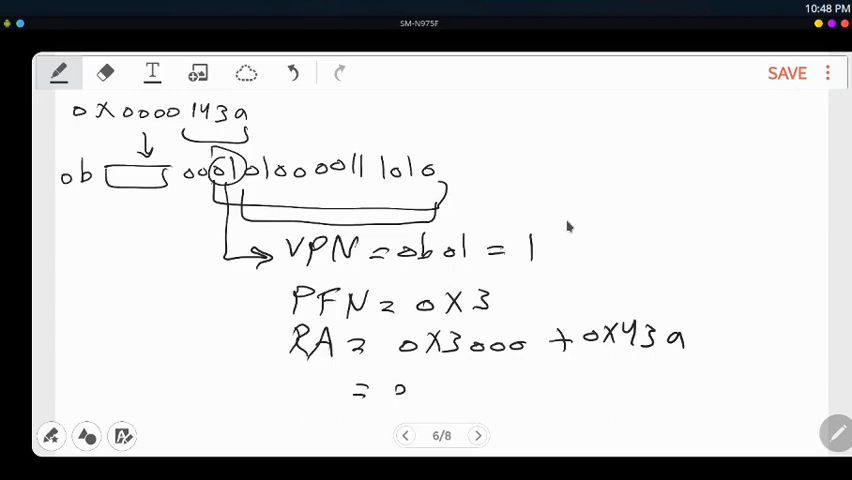 10:48 PM
SM-N975F
T
SAVE
0x0000143a
0b 0001010000111010
VPN = 0b01 = 1
PFN = 0x3
RA = 0x3000 + 0x43a
= 0
6/8